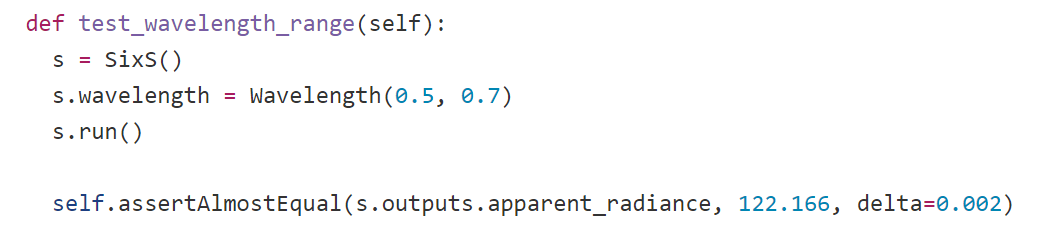 def test_wavelength_range(self):
  s = SixS()
  s.wavelength = Wavelength(0.5, 0.7)
  s.run()

  self.assertAlmostEqual(s.outputs.apparent_radiance, 122.166, delta=0.002)